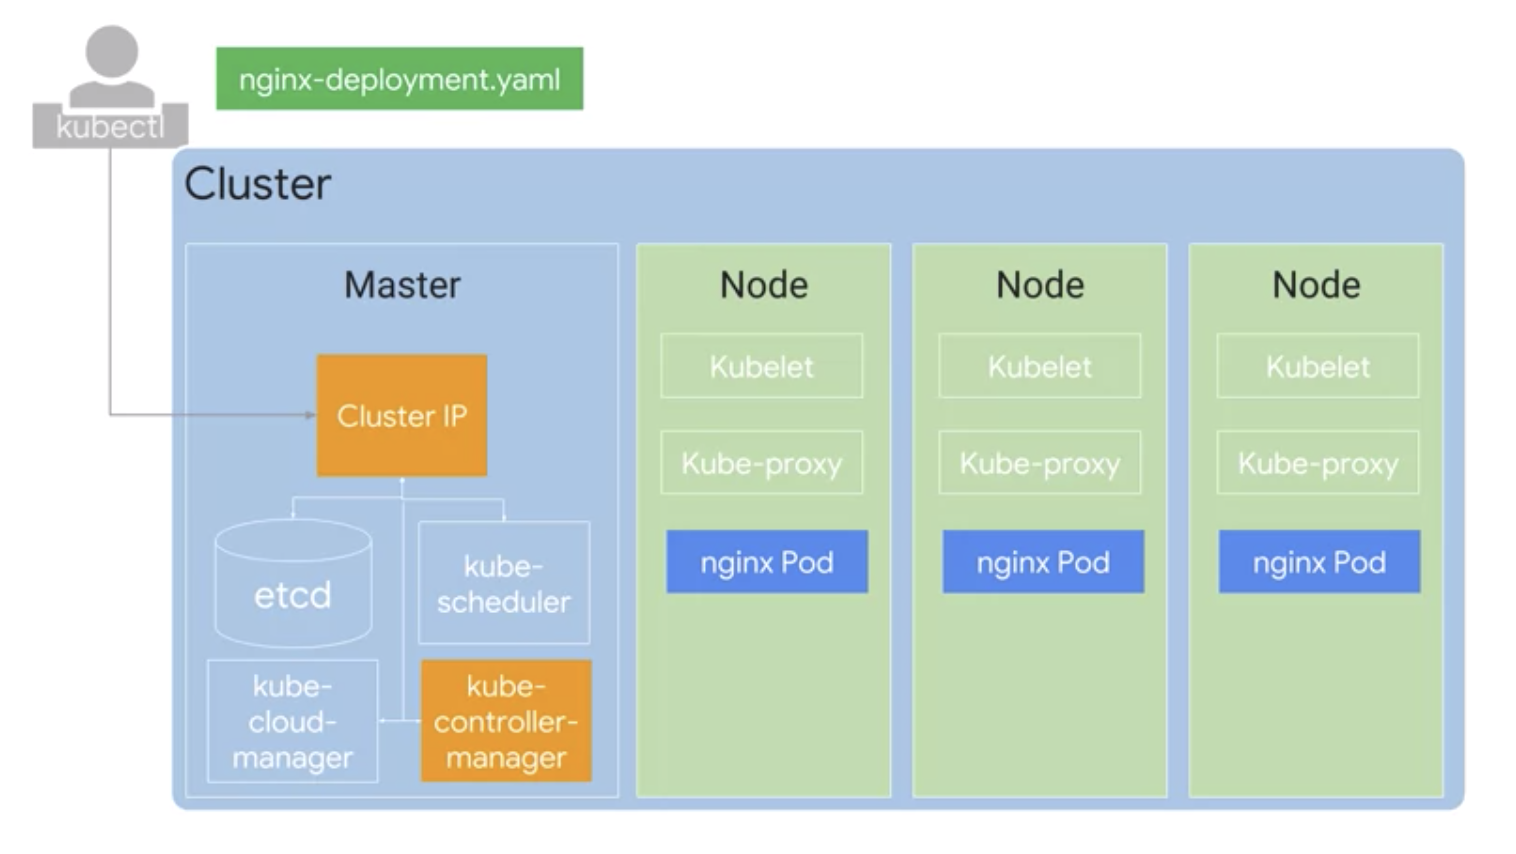 nginx-deployment.yaml
kubectl
Cluster
Master
Cluster IP
etcd
kube-
scheduler
kube-
cloud-
manager
kube-
controller-
manager
Node
Kubelet
Kube-proxy
nginx Pod
Node
Kubelet
Kube-proxy
nginx Pod
Node
Kubelet
Kube-proxy
nginx Pod